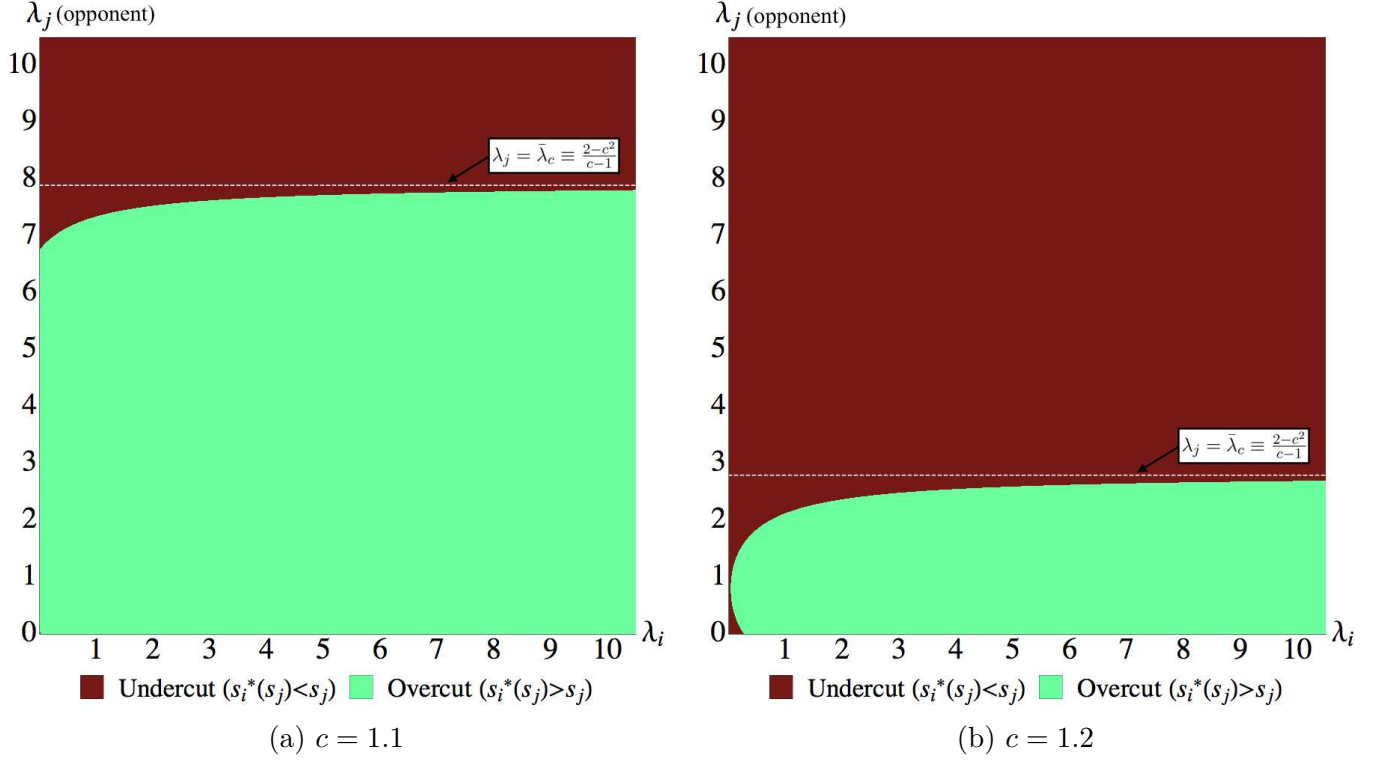 λj (opponent)
10
9
8
7
6
5
4
3
2
1
0
λj = λ̄c ≡ (2−c²)/(c−1)
1 2 3 4 5 6 7 8 9 10 λi
Undercut (si*(sj)<sj) Overcut (si*(sj)>sj)
(a) c = 1.1
λj (opponent)
10
9
8
7
6
5
4
3
2
1
0
λj = λ̄c ≡ (2−c²)/(c−1)
1 2 3 4 5 6 7 8 9 10 λi
Undercut (si*(sj)<sj) Overcut (si*(sj)>sj)
(b) c = 1.2